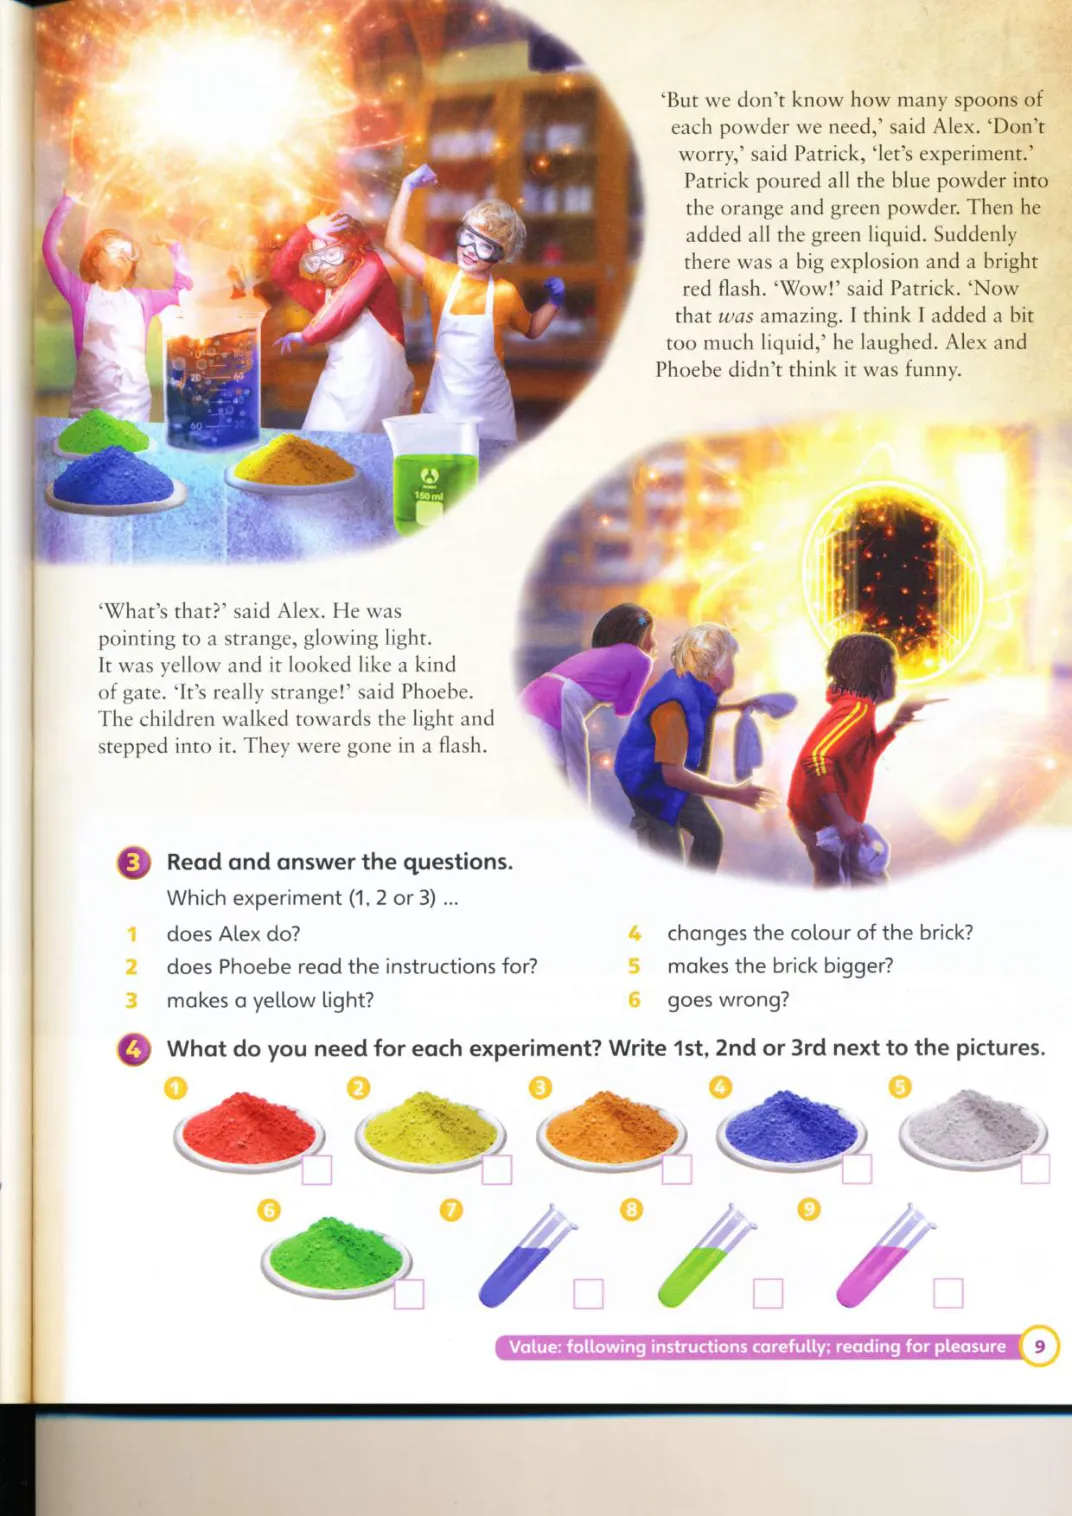 ‘But we don’t know how many spoons of
each powder we need,’ said Alex. ‘Don’t
worry,’ said Patrick, ‘let’s experiment.’
Patrick poured all the blue powder into
the orange and green powder. Then he
added all the green liquid. Suddenly
there was a big explosion and a bright
red flash. ‘Wow!’ said Patrick. ‘Now
that was amazing. I think I added a bit
too much liquid,’ he laughed. Alex and
Phoebe didn’t think it was funny.
150 ml
‘What’s that?’ said Alex. He was
pointing to a strange, glowing light.
It was yellow and it looked like a kind
of gate. ‘It’s really strange!’ said Phoebe.
The children walked towards the light and
stepped into it. They were gone in a flash.
3 Read and answer the questions.
Which experiment (1, 2 or 3) ...
1 does Alex do?
2 does Phoebe read the instructions for?
3 makes a yellow light?
4 changes the colour of the brick?
5 makes the brick bigger?
6 goes wrong?
4 What do you need for each experiment? Write 1st, 2nd or 3rd next to the pictures.
1 2 3 4 5
6 7 8 9
Value: following instructions carefully; reading for pleasure 9